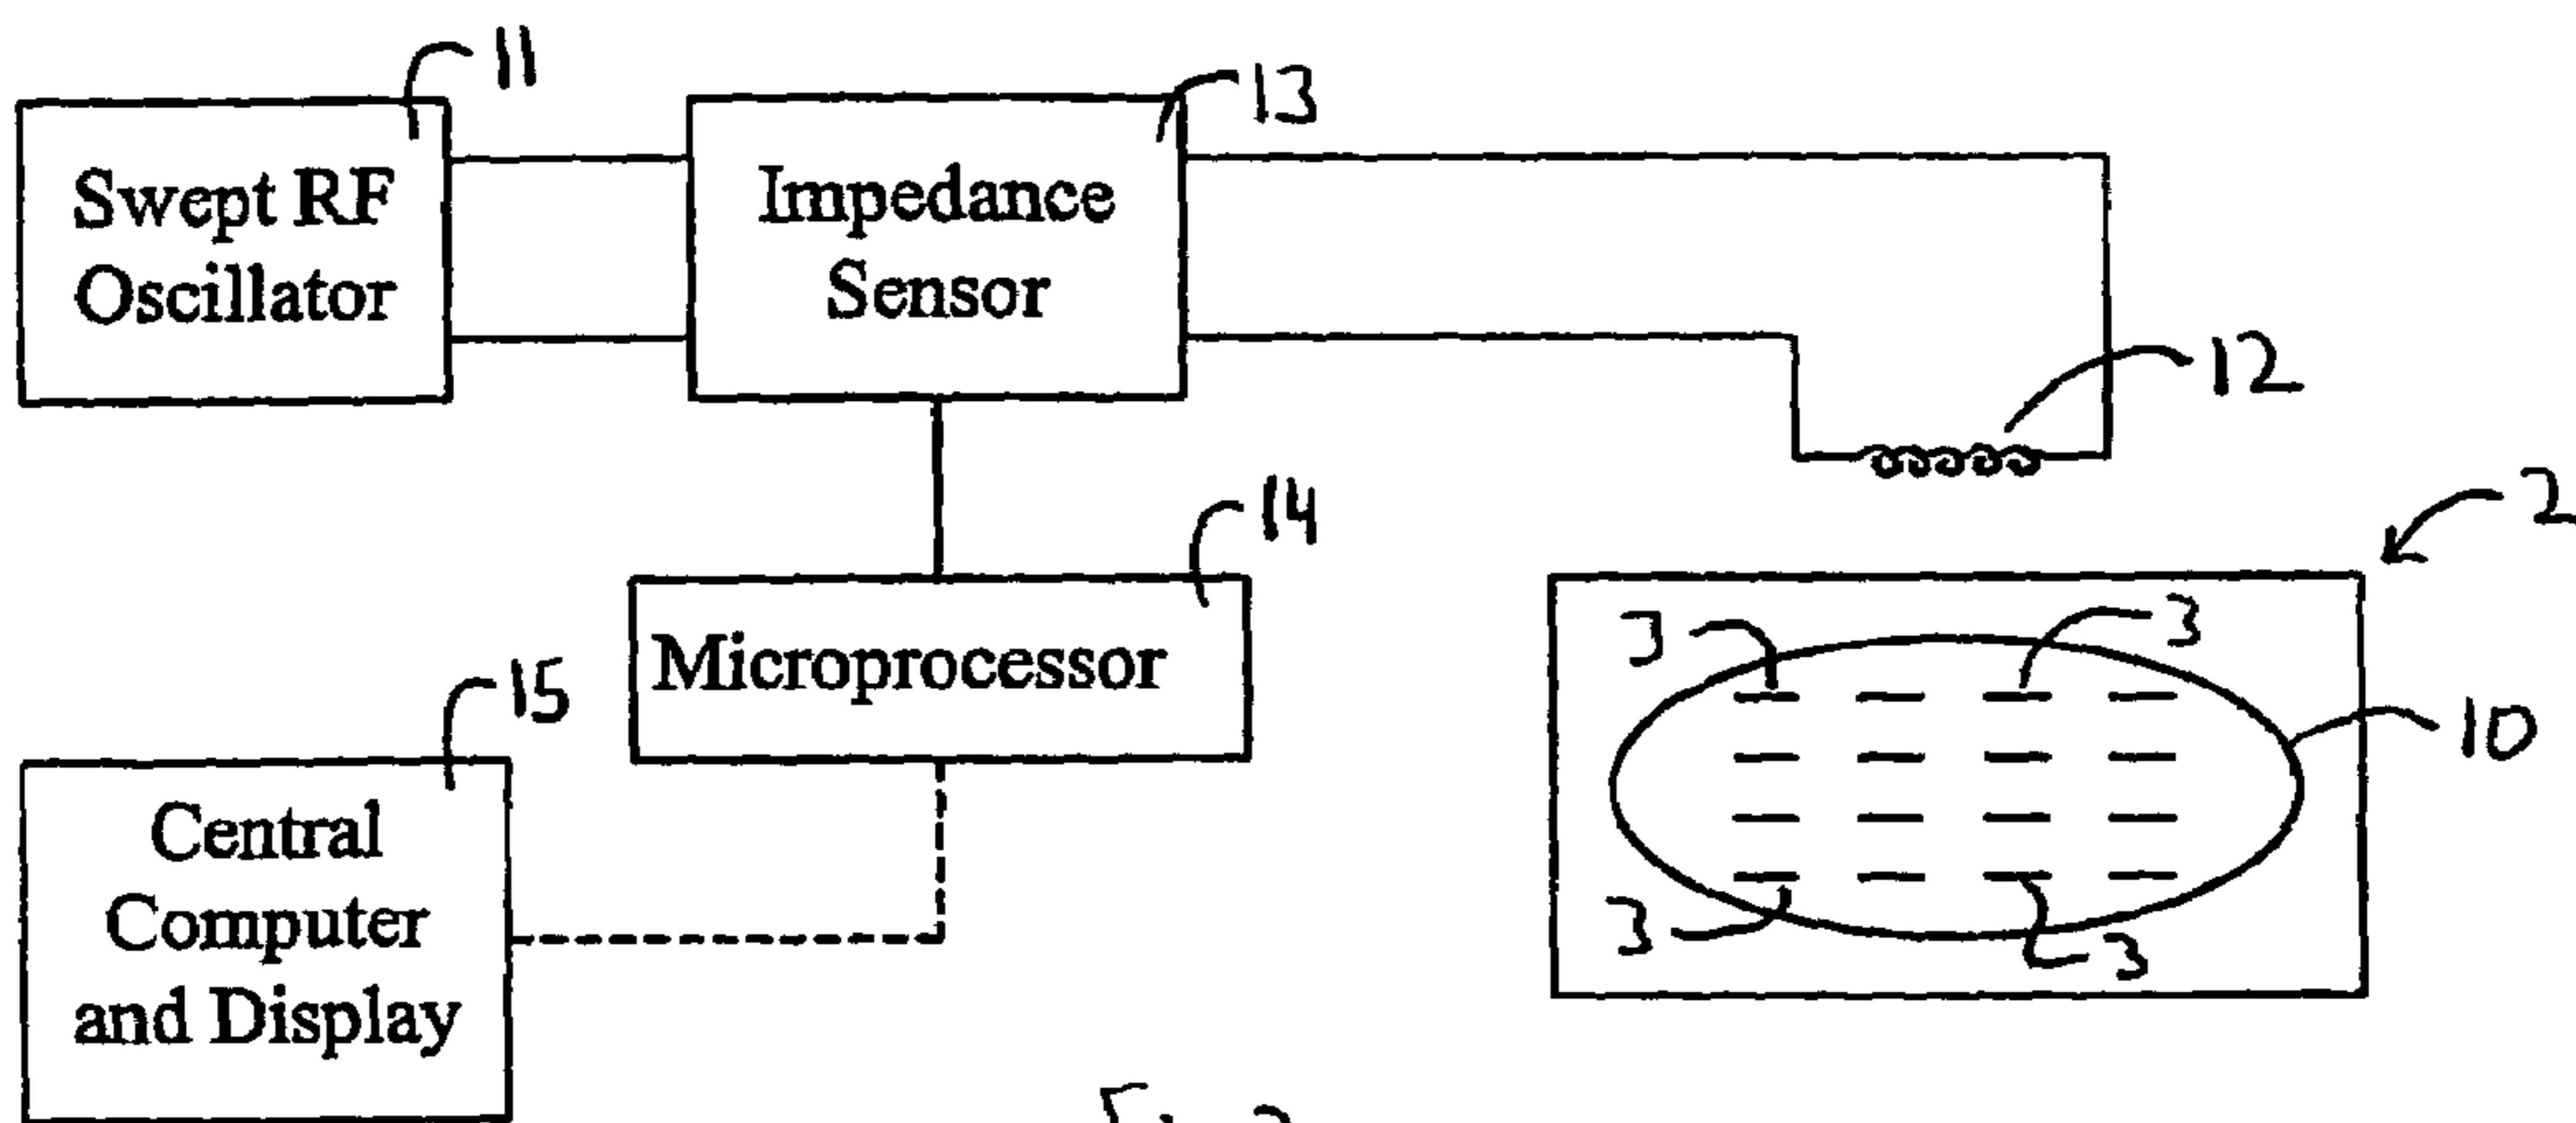 11
13
Swept RF
Oscillator
Impedance
Sensor
12
2
14
Microprocessor
3
3
10
15
Central
Computer
and Display
3
3